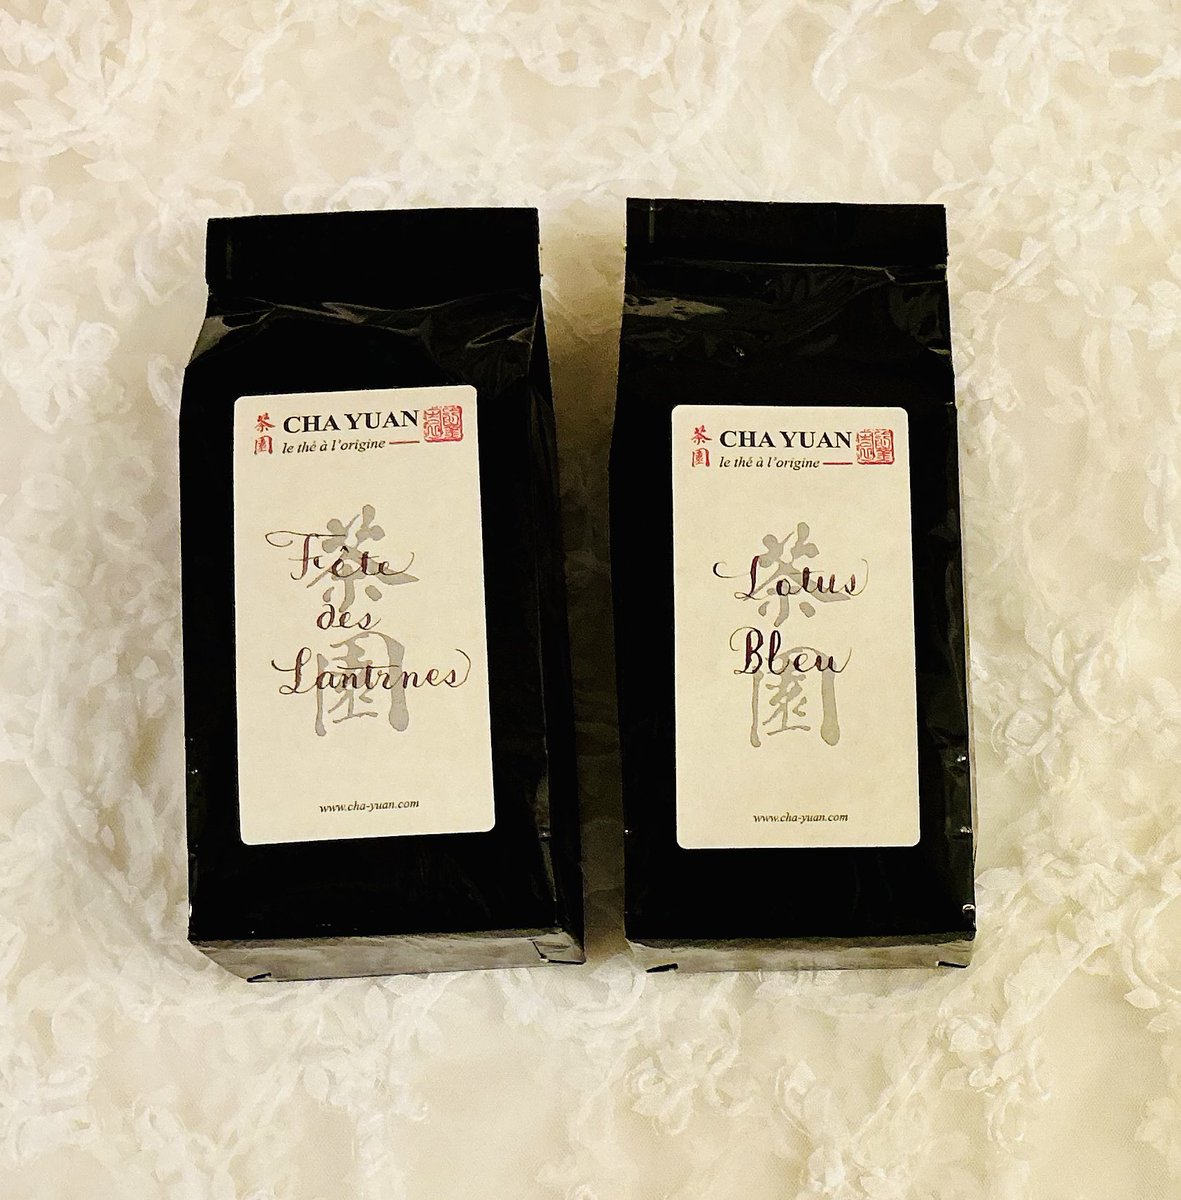 茶園 CHA YUAN
le thé à l'origine
茶園
Fête
des
Lantrnes
www.cha-yuan.com
茶園 CHA YUAN
le thé à l'origine
茶園
Lotus
Bleu
www.cha-yuan.com